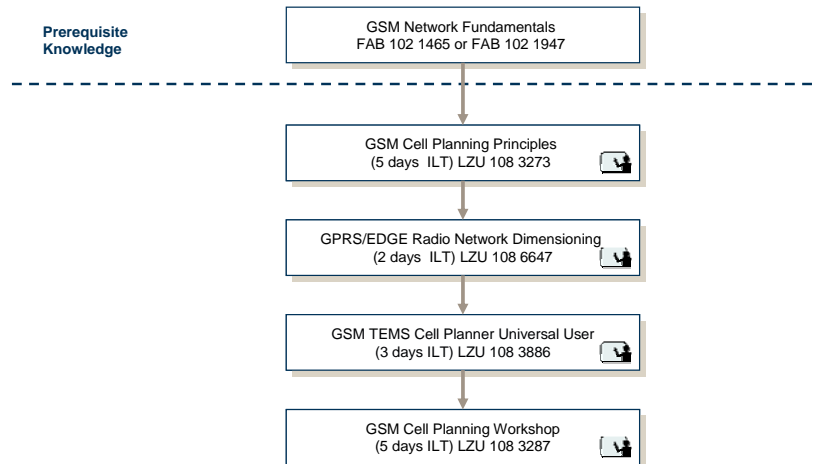 Prerequisite
Knowledge
GSM Network Fundamentals
FAB 102 1465 or FAB 102 1947
GSM Cell Planning Principles
(5 days ILT) LZU 108 3273
GPRS/EDGE Radio Network Dimensioning
(2 days ILT) LZU 108 6647
GSM TEMS Cell Planner Universal User
(3 days ILT) LZU 108 3886
GSM Cell Planning Workshop
(5 days ILT) LZU 108 3287